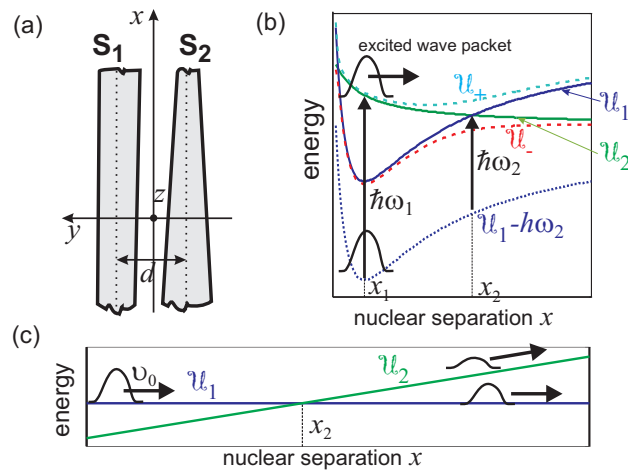 (a)
x
S1
S2
z
y
d
(b)
excited wave packet
𝒰+
𝒰1
𝒰-
𝒰2
ℏω1
ℏω2
𝒰1-ℏω2
x1
x2
energy
nuclear separation x
(c)
υ0
𝒰1
𝒰2
x2
energy
nuclear separation x